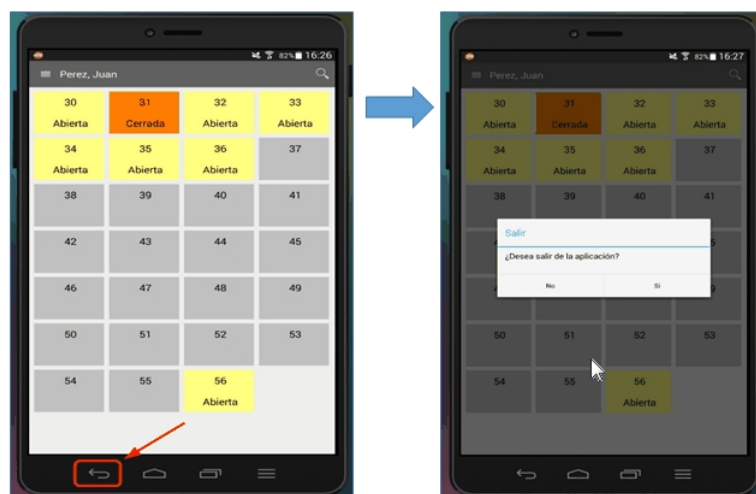 82% 16:26
Perez, Juan
30 31 32 33
Abierta Cerrada Abierta Abierta
34 35 36 37
Abierta Abierta Abierta
38 39 40 41
42 43 44 45
46 47 48 49
50 51 52 53
54 55 56
Abierta
82% 16:27
Perez, Juan
30 31 32 33
Abierta Cerrada Abierta Abierta
34 35 36 37
Abierta Abierta Abierta
38 39 40 41
Salir
¿Desea salir de la aplicación?
No Si
50 51 52 53
54 55 56
Abierta